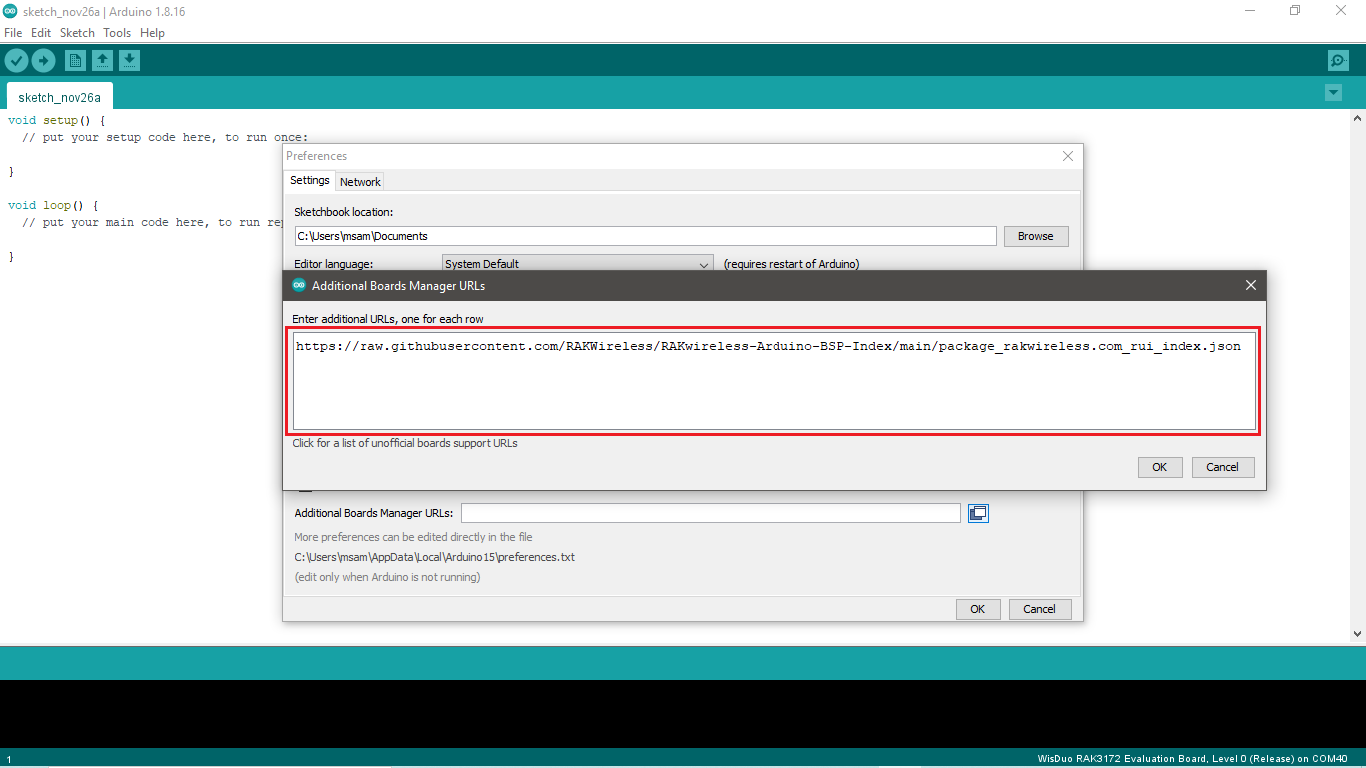 sketch_nov26a | Arduino 1.8.16
File Edit Sketch Tools Help
sketch_nov26a
void setup() {
// put your setup code here, to run once:
}
void loop() {
// put your main code here, to run rep
}
Preferences
Settings Network
Sketchbook location:
C:\Users\msam\Documents Browse
Editor language: System Default (requires restart of Arduino)
Additional Boards Manager URLs
Enter additional URLs, one for each row
https://raw.githubusercontent.com/RAKWireless/RAKwireless-Arduino-BSP-Index/main/package_rakwireless.com_rui_index.json
Click for a list of unofficial boards support URLs
OK Cancel
Additional Boards Manager URLs:
More preferences can be edited directly in the file
C:\Users\msam\AppData\Local\Arduino15\preferences.txt
(edit only when Arduino is not running)
OK Cancel
1 WisDuo RAK3172 Evaluation Board, Level 0 (Release) on COM40